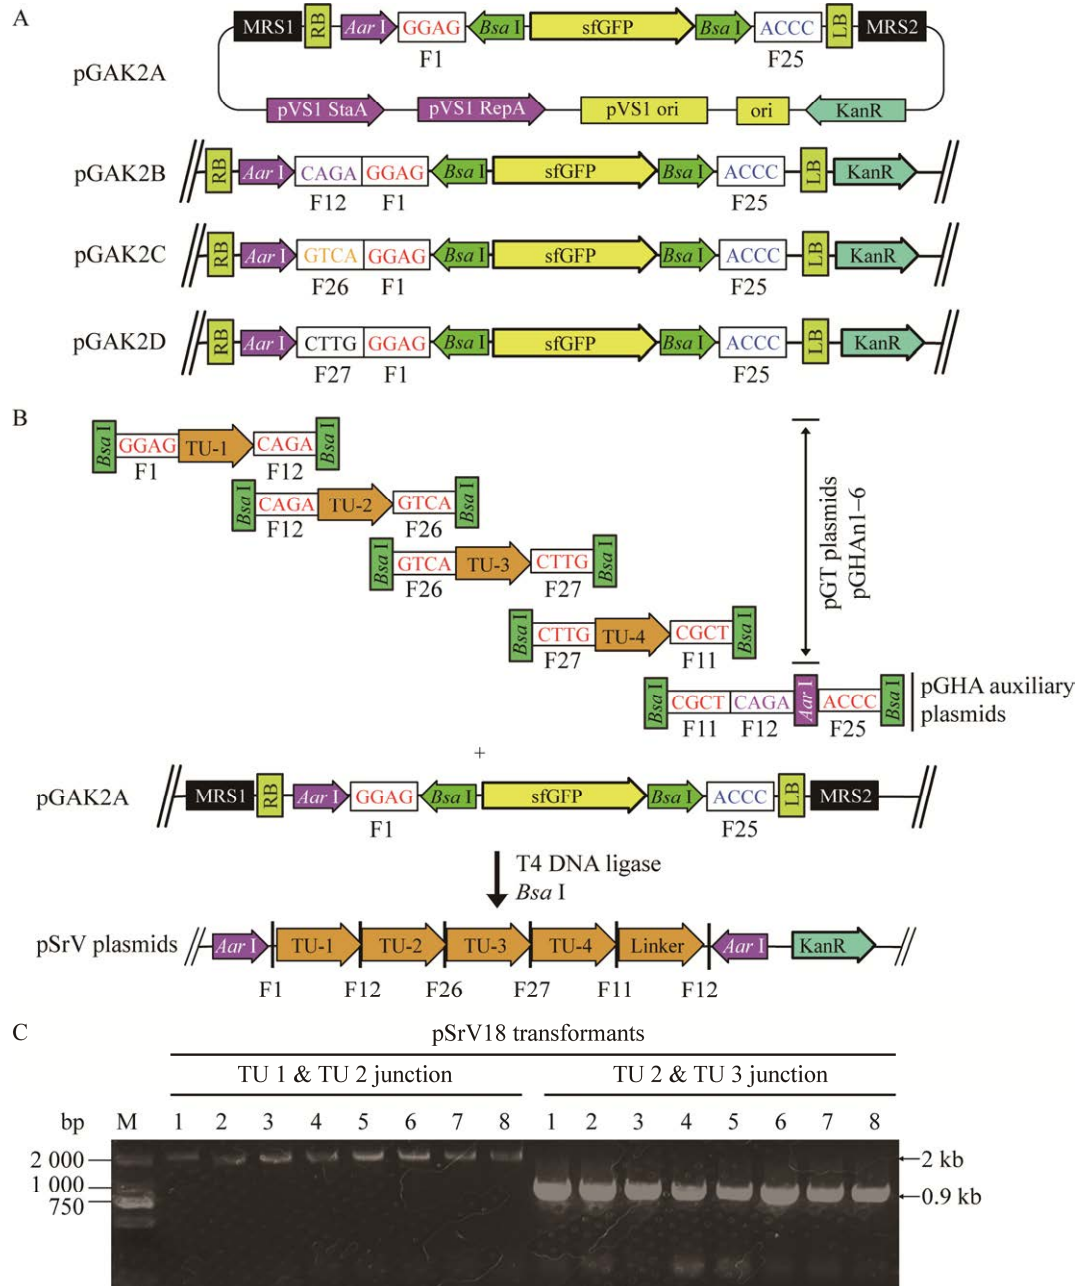 A
MRS1 RB Aar I GGAG Bsa I sfGFP Bsa I ACCC LB MRS2
F1 F25
pGAK2A
pVS1 StaA pVS1 RepA pVS1 ori ori KanR
pGAK2B RB Aar I CAGA GGAG Bsa I sfGFP Bsa I ACCC LB KanR
F12 F1 F25
pGAK2C RB Aar I GTCA GGAG Bsa I sfGFP Bsa I ACCC LB KanR
F26 F1 F25
pGAK2D RB Aar I CTTG GGAG Bsa I sfGFP Bsa I ACCC LB KanR
F27 F1 F25
B
Bsa I GGAG TU-1 CAGA Bsa I
F1 F12
Bsa I CAGA TU-2 GTCA Bsa I
F12 F26
Bsa I GTCA TU-3 CTTG Bsa I
F26 F27
Bsa I CTTG TU-4 CGCT Bsa I
F27 F11
pGT plasmids
pGHAn1–6
Bsa I CGCT CAGA Aar I ACCC Bsa I
F11 F12 F25
pGHA auxiliary
plasmids
+
pGAK2A MRS1 RB Aar I GGAG Bsa I sfGFP Bsa I ACCC LB MRS2
F1 F25
T4 DNA ligase
Bsa I
pSrV plasmids Aar I TU-1 TU-2 TU-3 TU-4 Linker Aar I KanR
F1 F12 F26 F27 F11 F12
C
pSrV18 transformants
TU 1 & TU 2 junction TU 2 & TU 3 junction
bp M 1 2 3 4 5 6 7 8 1 2 3 4 5 6 7 8
2 000
1 000
750
2 kb
0.9 kb